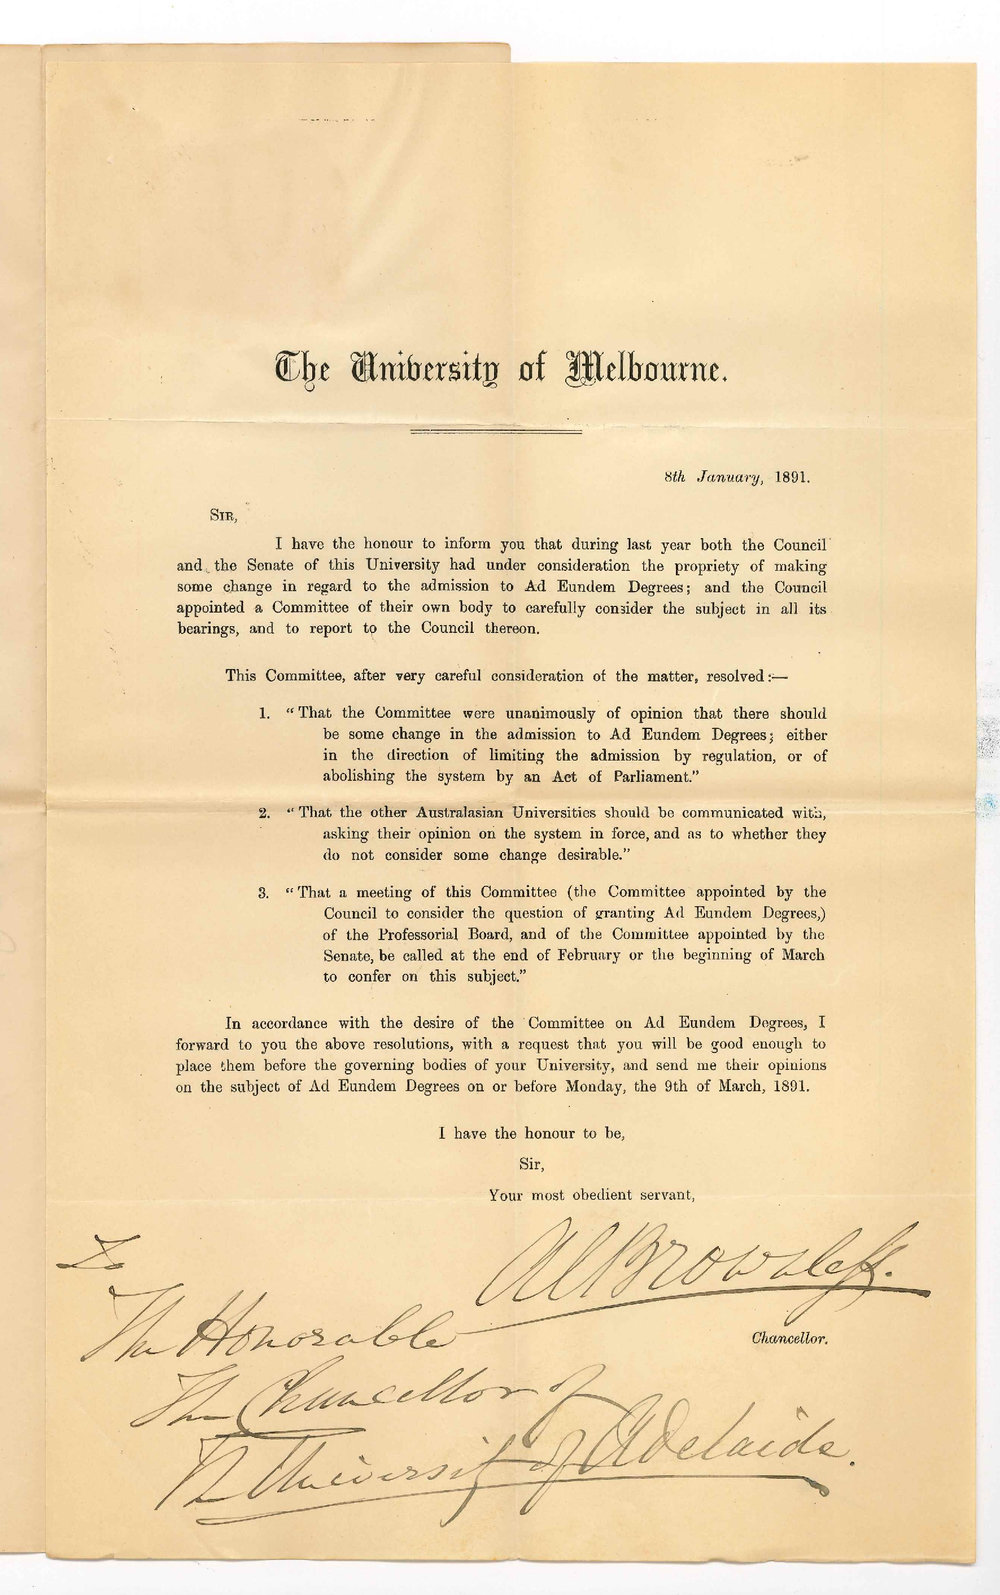 The University of Melbourne.
8th January, 1891.
SIR,
I have the honour to inform you that during last year both the Council
and the Senate of this University had under consideration the propriety of making
some change in regard to the admission to Ad Eundem Degrees; and the Council
appointed a Committee of their own body to carefully consider the subject in all its
bearings, and to report to the Council thereon.
This Committee, after very careful consideration of the matter, resolved:—
1. "That the Committee were unanimously of opinion that there should
be some change in the admission to Ad Eundem Degrees; either
in the direction of limiting the admission by regulation, or of
abolishing the system by an Act of Parliament."
2. "That the other Australasian Universities should be communicated with,
asking their opinion on the system in force, and as to whether they
do not consider some change desirable."
3. "That a meeting of this Committee (the Committee appointed by the
Council to consider the question of granting Ad Eundem Degrees,)
of the Professorial Board, and of the Committee appointed by the
Senate, be called at the end of February or the beginning of March
to confer on this subject."
In accordance with the desire of the Committee on Ad Eundem Degrees, I
forward to you the above resolutions, with a request that you will be good enough to
place them before the governing bodies of your University, and send me their opinions
on the subject of Ad Eundem Degrees on or before Monday, the 9th of March, 1891.
I have the honour to be,
Sir,
Your most obedient servant,
Brownless.
Chancellor.
To
The Honorable
The Chancellor of
The University of Adelaide.